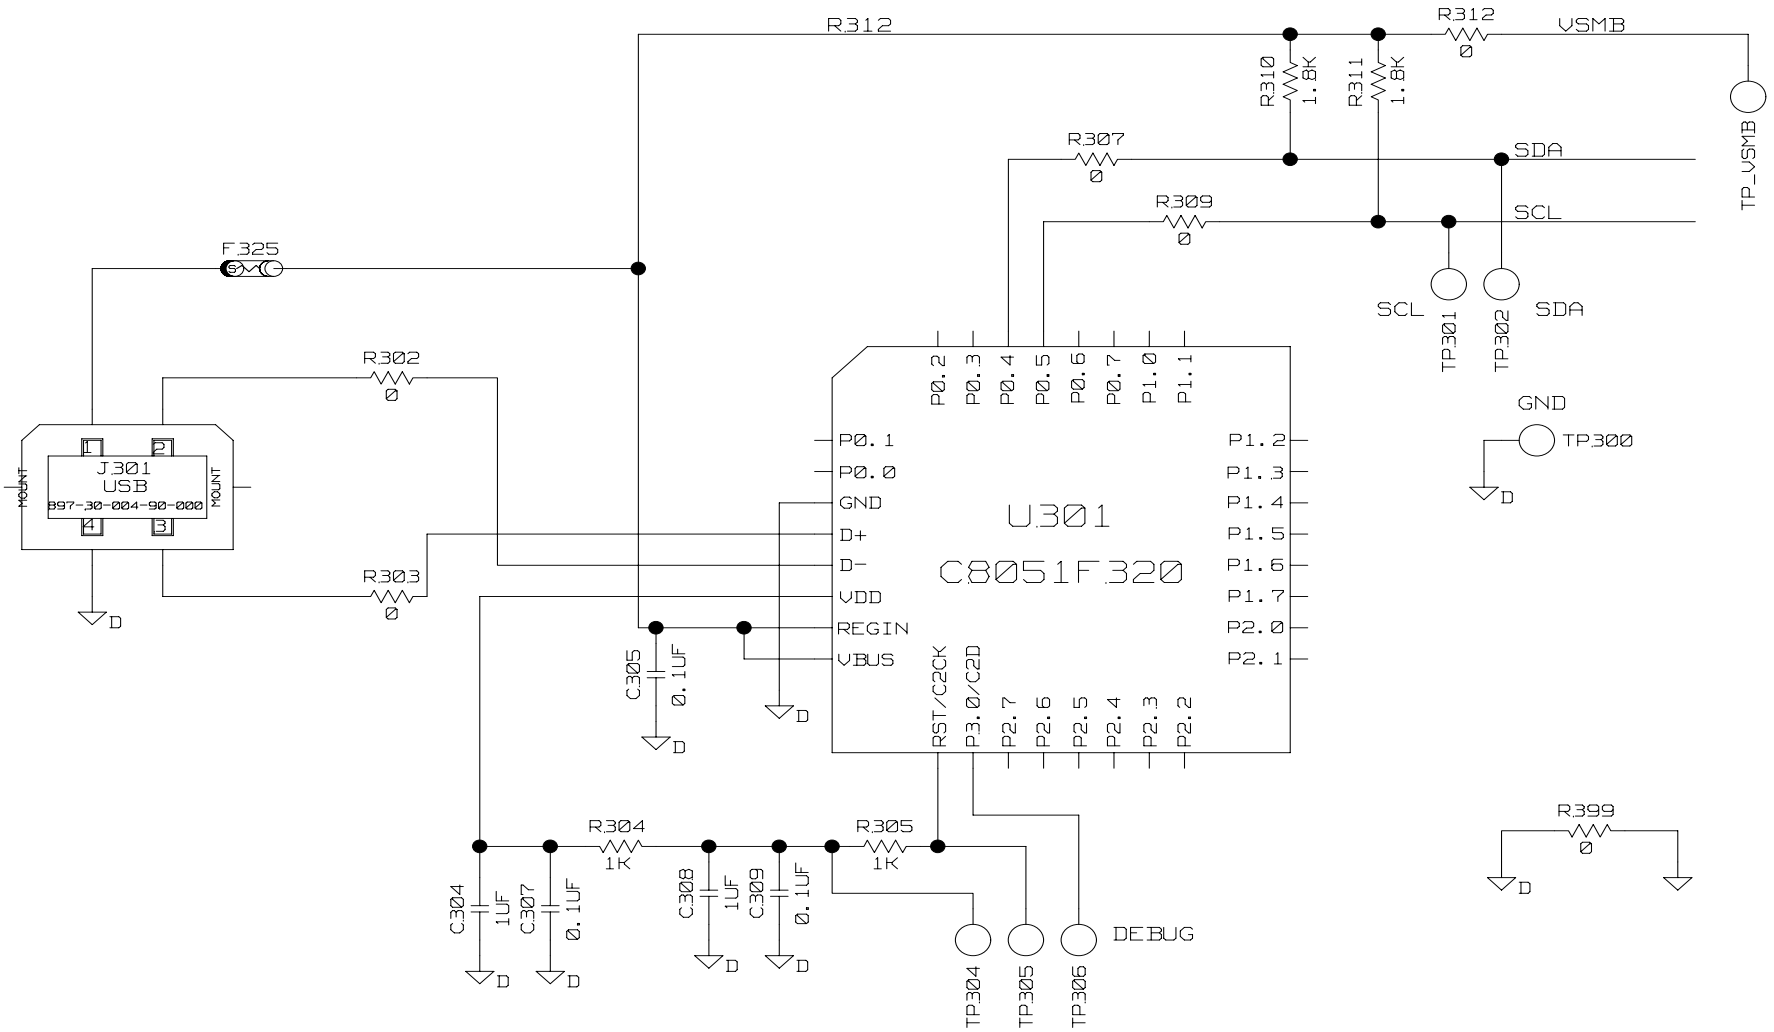 R312
R312
0
VSMB
R310
1.8K
R311
1.8K
TP_VSMB
R307
0
SDA
R309
0
SCL
F325
S
SCL
TP301
TP302
SDA
R302
0
P0.2
P0.3
P0.4
P0.5
P0.6
P0.7
P1.0
P1.1
GND
TP300
D
1
2
J301
USB
897-30-004-90-000
MOUNT
MOUNT
4
3
D
P0.1
P0.0
GND
D+
D-
VDD
REGIN
VBUS
U301
C8051F320
P1.2
P1.3
P1.4
P1.5
P1.6
P1.7
P2.0
P2.1
R303
0
C305
0.1UF
D
D
RST/C2CK
P3.0/C2D
P2.7
P2.6
P2.5
P2.4
P2.3
P2.2
R304
1K
R305
1K
R399
0
D
C304
1UF
D
C307
0.1UF
D
C308
1UF
D
C309
0.1UF
D
TP304
TP305
TP306
DEBUG